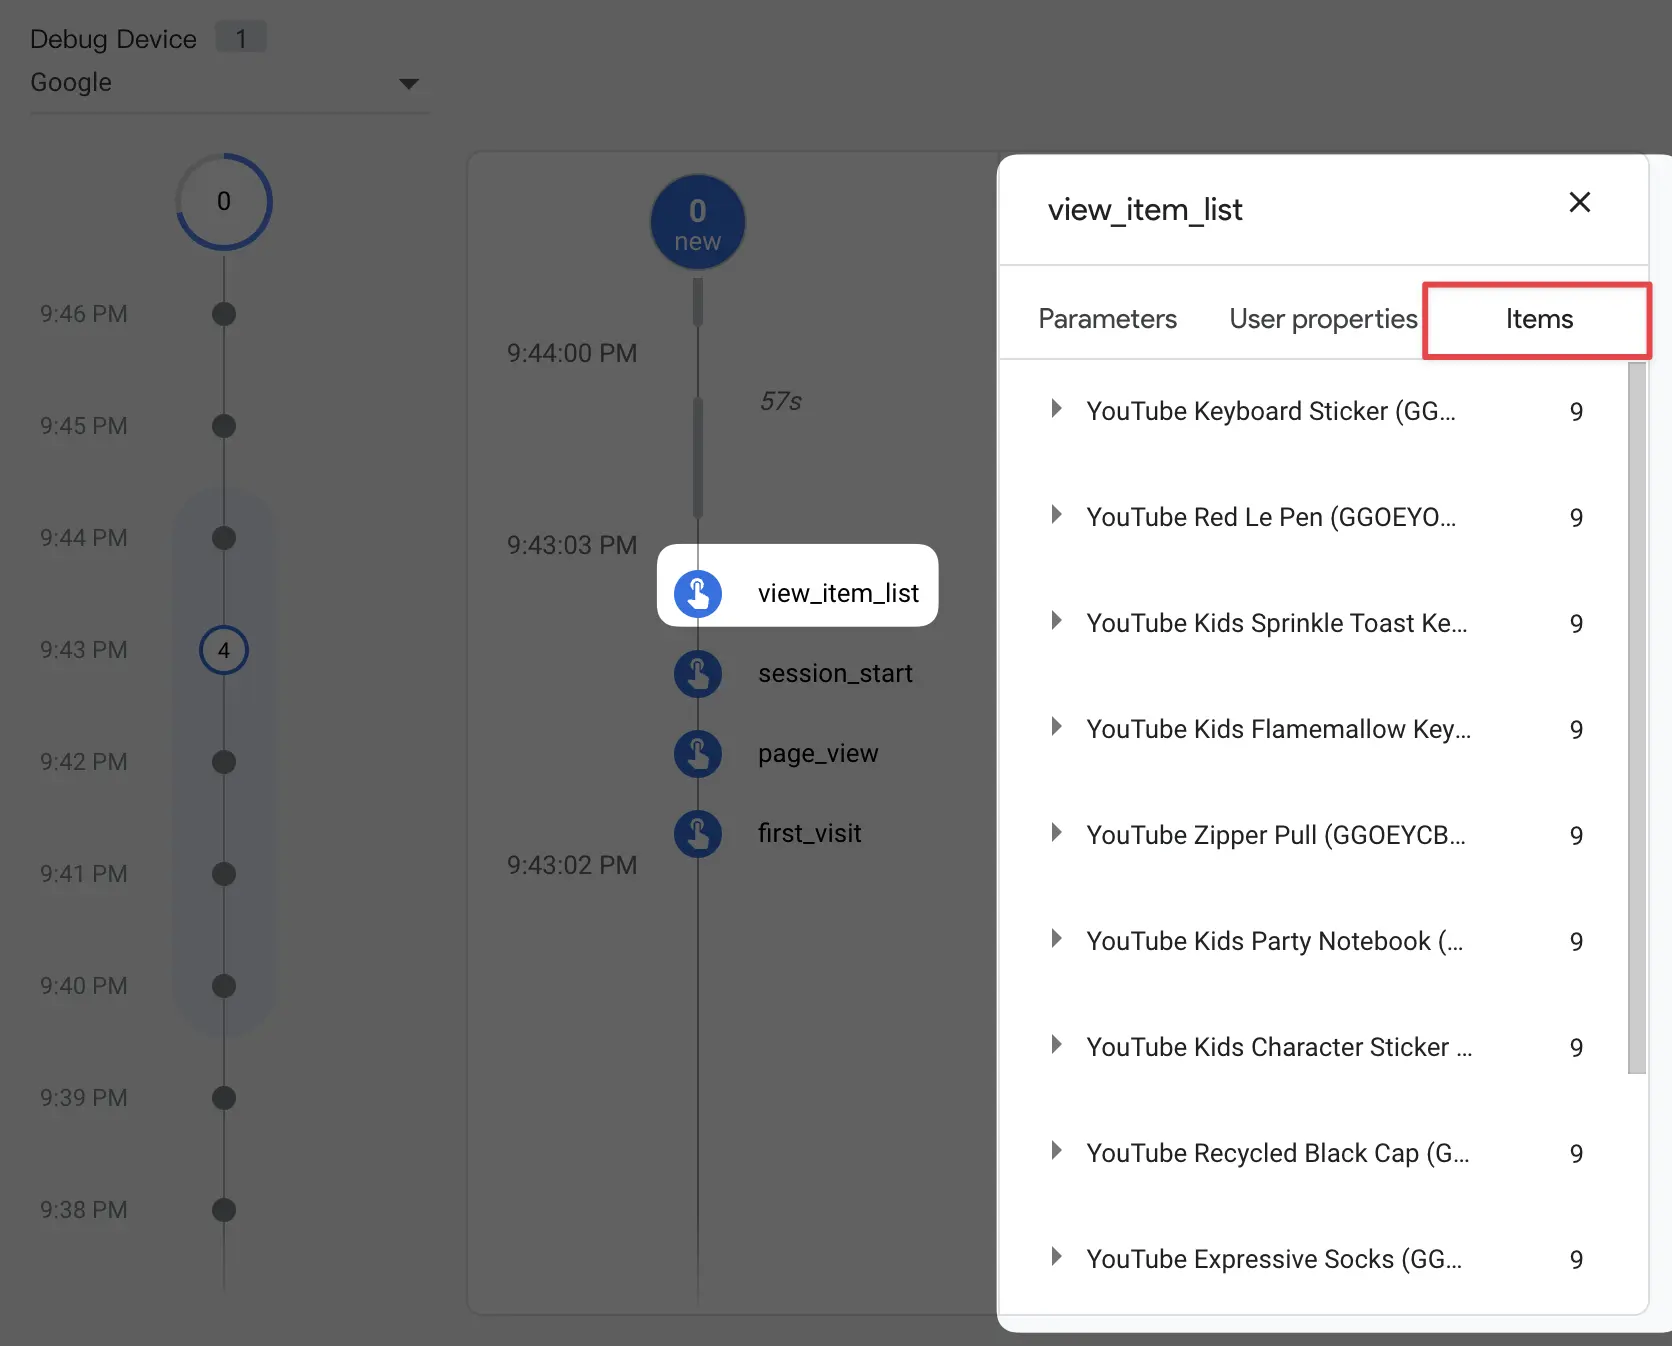 Debug Device 1
Google
0
9:46 PM
9:45 PM
9:44 PM
9:43 PM 4
9:42 PM
9:41 PM
9:40 PM
9:39 PM
9:38 PM
0
new
9:44:00 PM
57s
9:43:03 PM
view_item_list
session_start
page_view
first_visit
9:43:02 PM
view_item_list
Parameters User properties Items
YouTube Keyboard Sticker (GG... 9
YouTube Red Le Pen (GGOEYO... 9
YouTube Kids Sprinkle Toast Ke... 9
YouTube Kids Flamemallow Key... 9
YouTube Zipper Pull (GGOEYCB... 9
YouTube Kids Party Notebook (... 9
YouTube Kids Character Sticker ... 9
YouTube Recycled Black Cap (G... 9
YouTube Expressive Socks (GG... 9